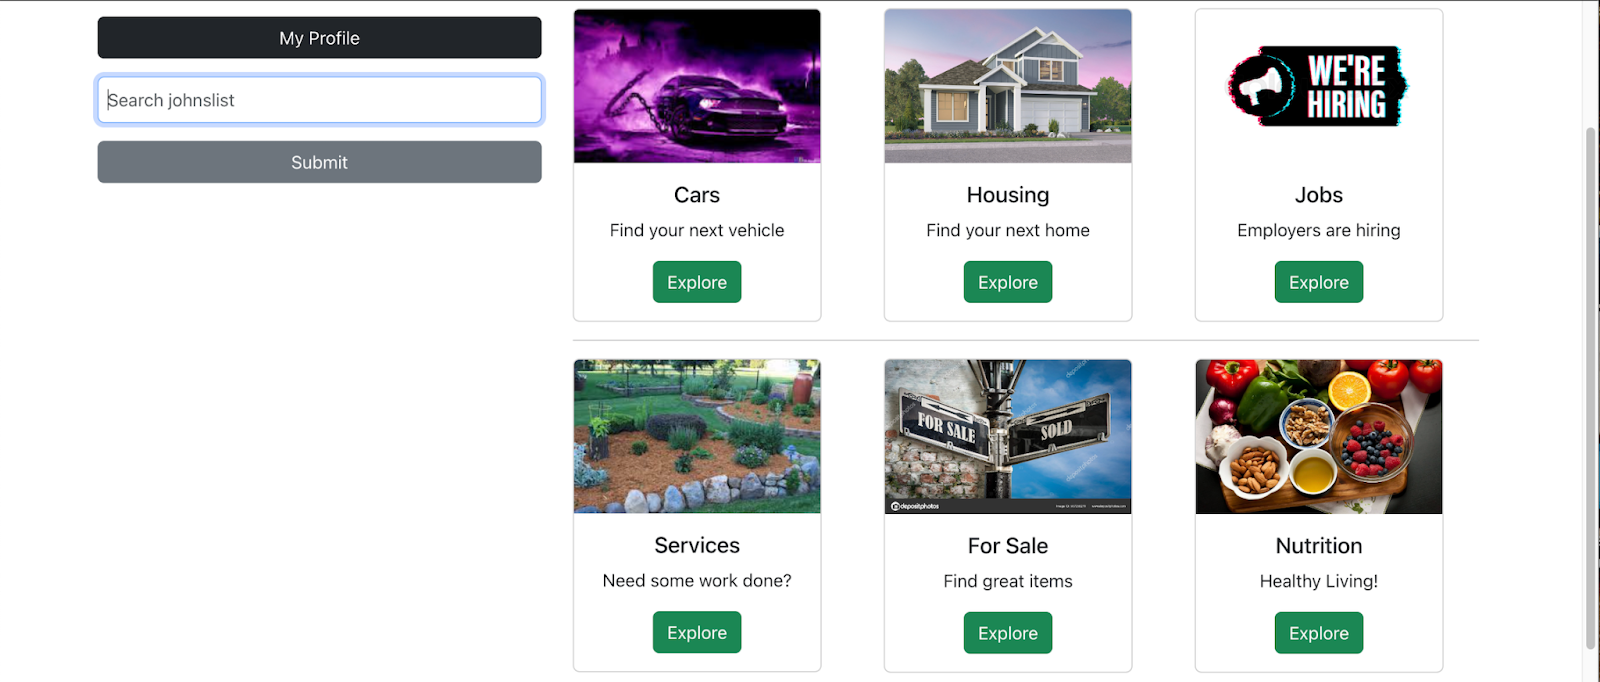 My Profile
Search johnslist
Submit
WE'RE
HIRING
Cars
Find your next vehicle
Explore
Housing
Find your next home
Explore
Jobs
Employers are hiring
Explore
FOR SALE
SOLD
depositphotos
Services
Need some work done?
Explore
For Sale
Find great items
Explore
Nutrition
Healthy Living!
Explore